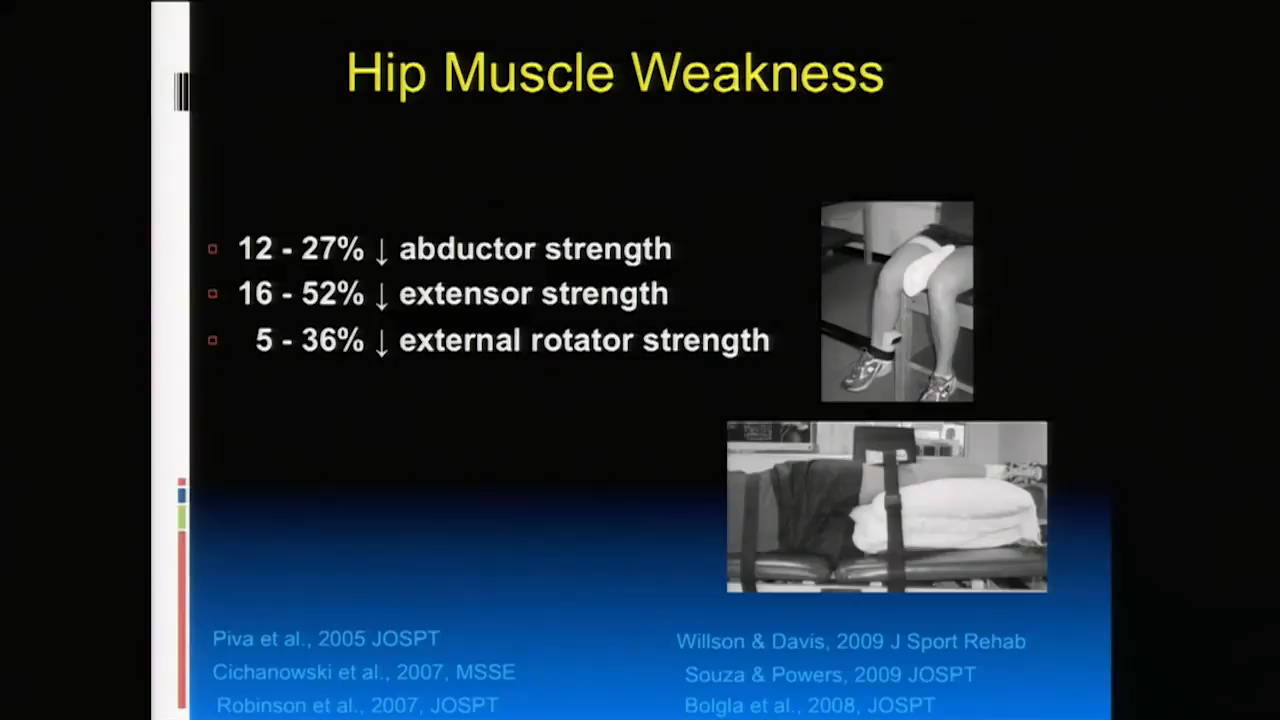 Hip Muscle Weakness
12 - 27% ↓ abductor strength
16 - 52% ↓ extensor strength
5 - 36% ↓ external rotator strength
Piva et al., 2005 JOSPT
Cichanowski et al., 2007, MSSE
Robinson et al., 2007, JOSPT
Willson & Davis, 2009 J Sport Rehab
Souza & Powers, 2009 JOSPT
Bolgla et al., 2008, JOSPT